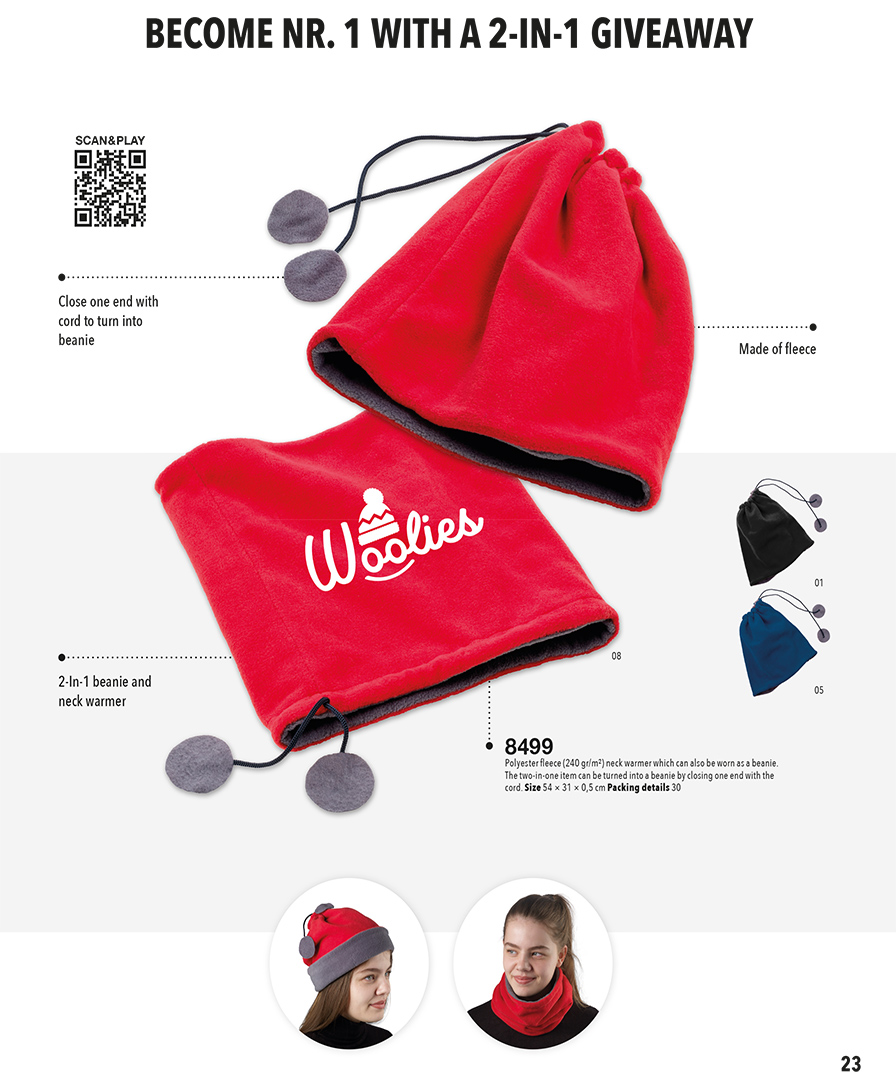 BECOME NR. 1 WITH A 2-IN-1 GIVEAWAY
SCAN&PLAY
Close one end with
cord to turn into
beanie
Made of fleece
Woolies
01
05
08
2-In-1 beanie and
neck warmer
8499
Polyester fleece (240 gr/m²) neck warmer which can also be worn as a beanie.
The two-in-one item can be turned into a beanie by closing one end with the
cord. Size 54 × 31 × 0,5 cm Packing details 30
23